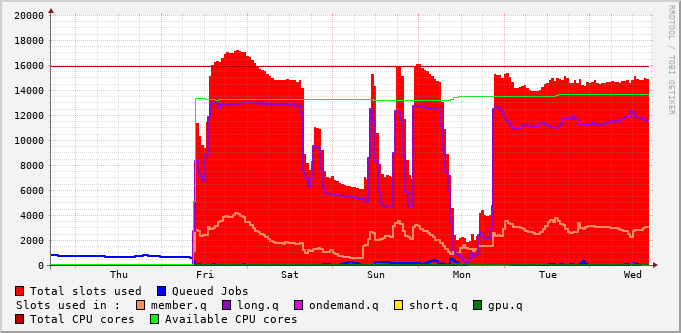 20000
18000
16000
14000
12000
10000
8000
6000
4000
2000
0
Thu Fri Sat Sun Mon Tue Wed
RRDTOOL / TOBI OETIKER
Total slots used Queued Jobs
Slots used in : member.q long.q ondemand.q short.q gpu.q
Total CPU cores Available CPU cores